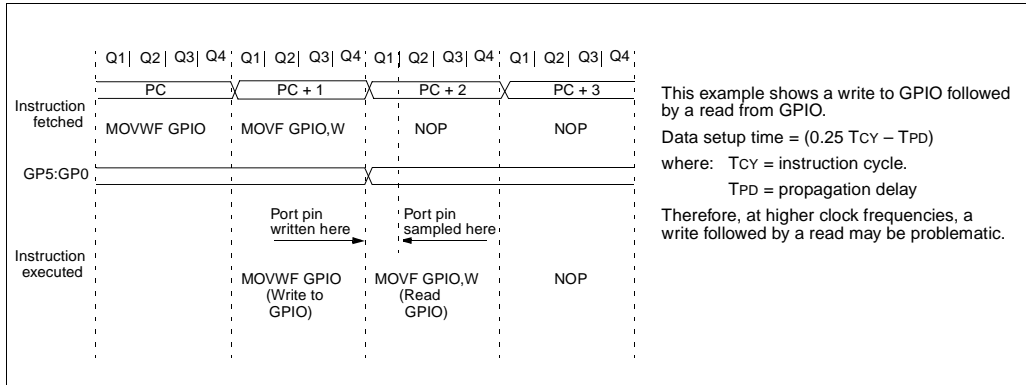 Q1| Q2| Q3| Q4 Q1| Q2| Q3| Q4 Q1| Q2| Q3| Q4 Q1| Q2| Q3| Q4
PC PC + 1 PC + 2 PC + 3
Instruction
fetched
MOVWF GPIO MOVF GPIO,W NOP NOP
GP5:GP0
Port pin
written here
Port pin
sampled here
Instruction
executed
MOVWF GPIO
(Write to
GPIO)
MOVF GPIO,W
(Read
GPIO)
NOP
This example shows a write to GPIO followed
by a read from GPIO.
Data setup time = (0.25 TCY – TPD)
where: TCY = instruction cycle.
TPD = propagation delay
Therefore, at higher clock frequencies, a
write followed by a read may be problematic.